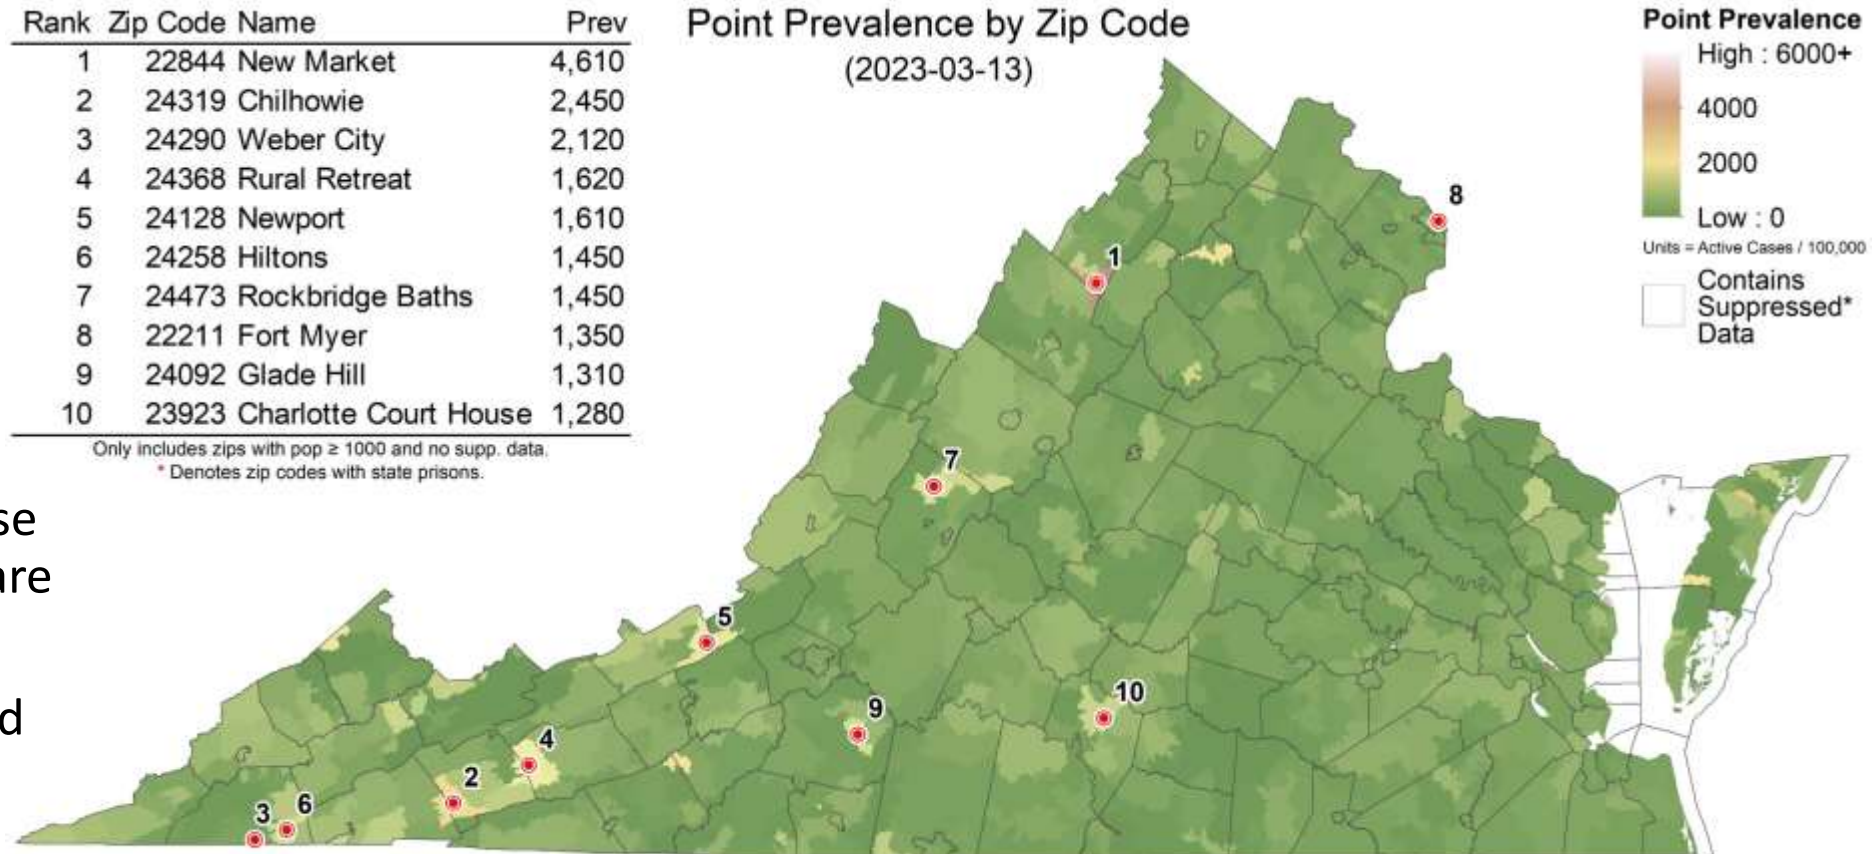 Rank Zip Code Name Prev
1 22844 New Market 4,610
2 24319 Chilhowie 2,450
3 24290 Weber City 2,120
4 24368 Rural Retreat 1,620
5 24128 Newport 1,610
6 24258 Hiltons 1,450
7 24473 Rockbridge Baths 1,450
8 22211 Fort Myer 1,350
9 24092 Glade Hill 1,310
10 23923 Charlotte Court House 1,280
Only includes zips with pop ≥ 1000 and no supp. data.
* Denotes zip codes with state prisons.
se
are
d
Point Prevalence by Zip Code
(2023-03-13)
Point Prevalence
High : 6000+
4000
2000
Low : 0
Units = Active Cases / 100,000
Contains
Suppressed*
Data
8
1
7
5
10
9
4
2
6
3